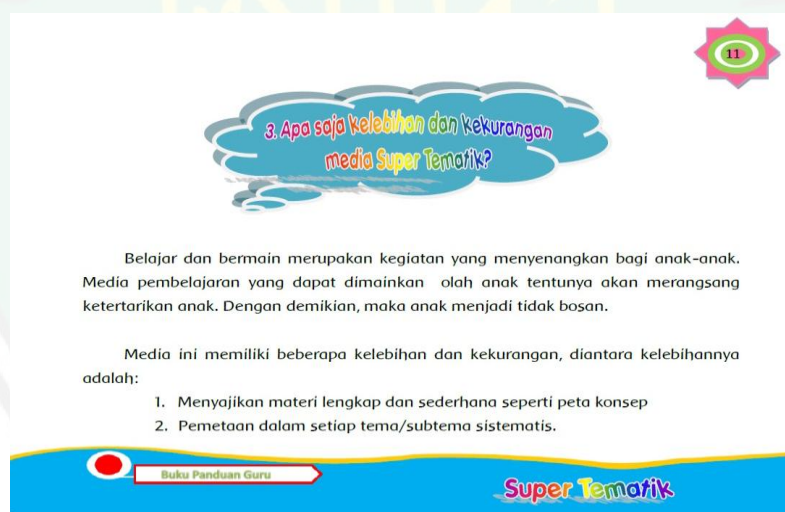 11
3. Apa saja kelebihan dan kekurangan
media Super Tematik?
Belajar dan bermain merupakan kegiatan yang menyenangkan bagi anak-anak.
Media pembelajaran yang dapat dimainkan olah anak tentunya akan merangsang
ketertarikan anak. Dengan demikian, maka anak menjadi tidak bosan.
Media ini memiliki beberapa kelebihan dan kekurangan, diantara kelebihannya
adalah:
1. Menyajikan materi lengkap dan sederhana seperti peta konsep
2. Pemetaan dalam setiap tema/subtema sistematis.
Buku Panduan Guru
Super Tematik